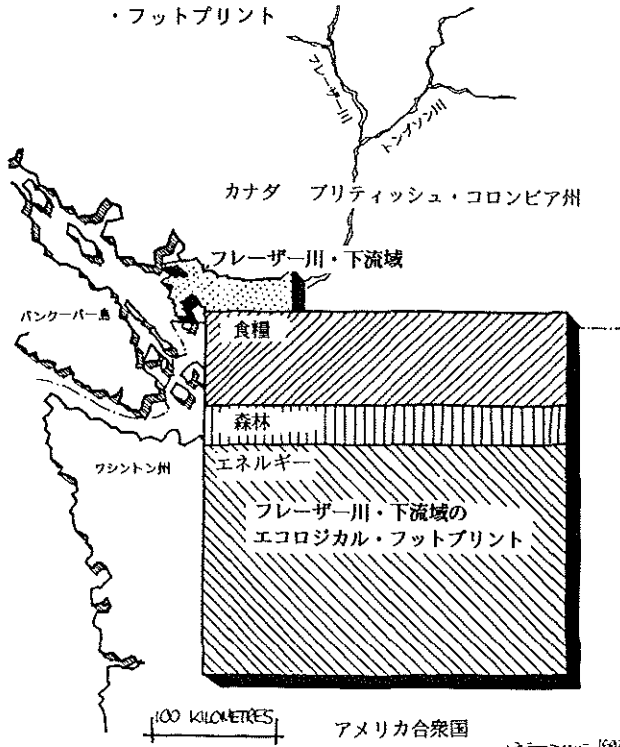 ・フットプリント
フレーザー川
トンプソン川
カナダ ブリティッシュ・コロンビア州
フレーザー川・下流域
バンクーバー島
食糧
森林
ワシントン州
エネルギー
フレーザー川・下流域の
エコロジカル・フットプリント
100 KILOMETRES
アメリカ合衆国